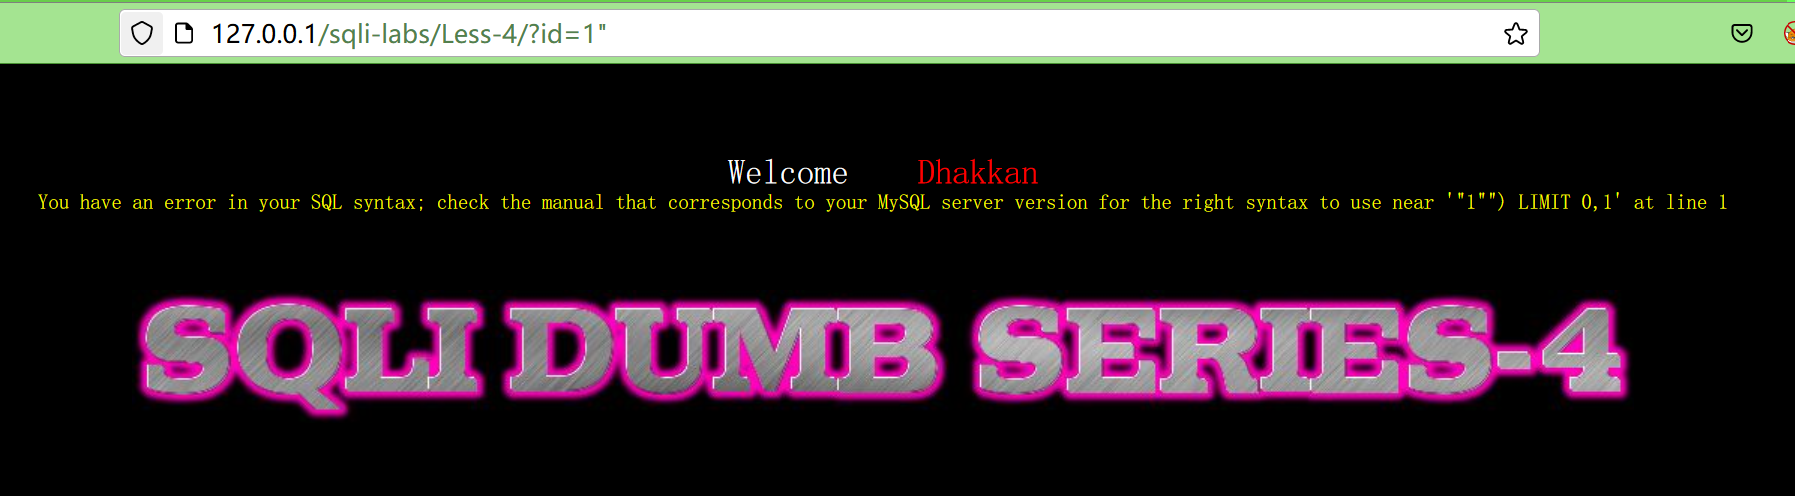 127.0.0.1/sqli-labs/Less-4/?id=1"
Welcome    Dhakkan
You have an error in your SQL syntax; check the manual that corresponds to your MySQL server version for the right syntax to use near '"1"") LIMIT 0,1' at line 1
SQLI DUMB SERIES-4